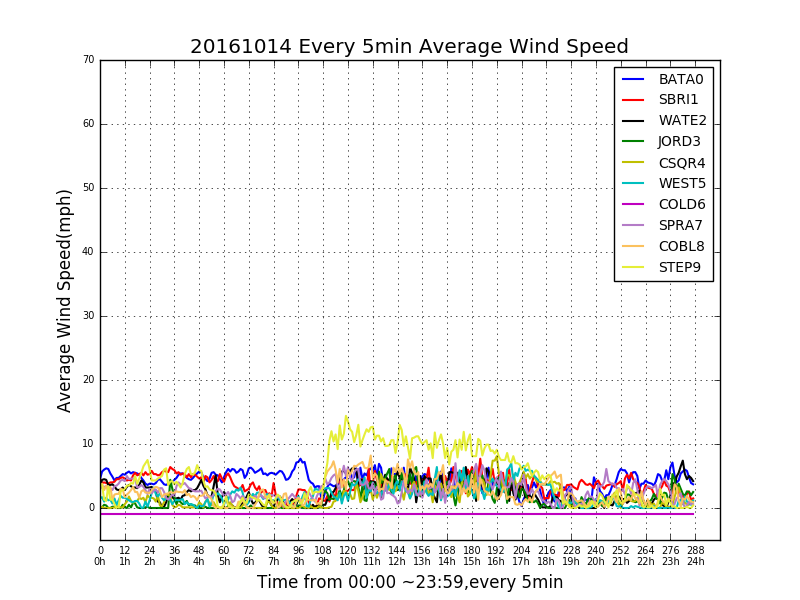 20161014 Every 5min Average Wind Speed
70
60
50
40
30
20
10
0
Average Wind Speed(mph)
BATA0
SBRI1
WATE2
JORD3
CSQR4
WEST5
COLD6
SPRA7
COBL8
STEP9
0 12 24 36 48 60 72 84 96 108 120 132 144 156 168 180 192 204 216 228 240 252 264 276 288
0h 1h 2h 3h 4h 5h 6h 7h 8h 9h 10h 11h 12h 13h 14h 15h 16h 17h 18h 19h 20h 21h 22h 23h 24h
Time from 00:00 ~23:59,every 5min